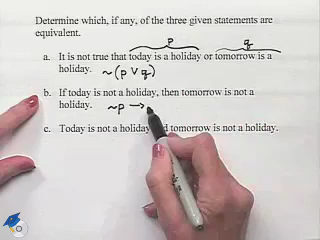 Determine which, if any, of the three given statements are
equivalent.
p q
a. It is not true that today is a holiday or tomorrow is a
holiday. ~(p ∨ q)
b. If today is not a holiday, then tomorrow is not a
holiday. ~p →
c. Today is not a holiday and tomorrow is not a holiday.